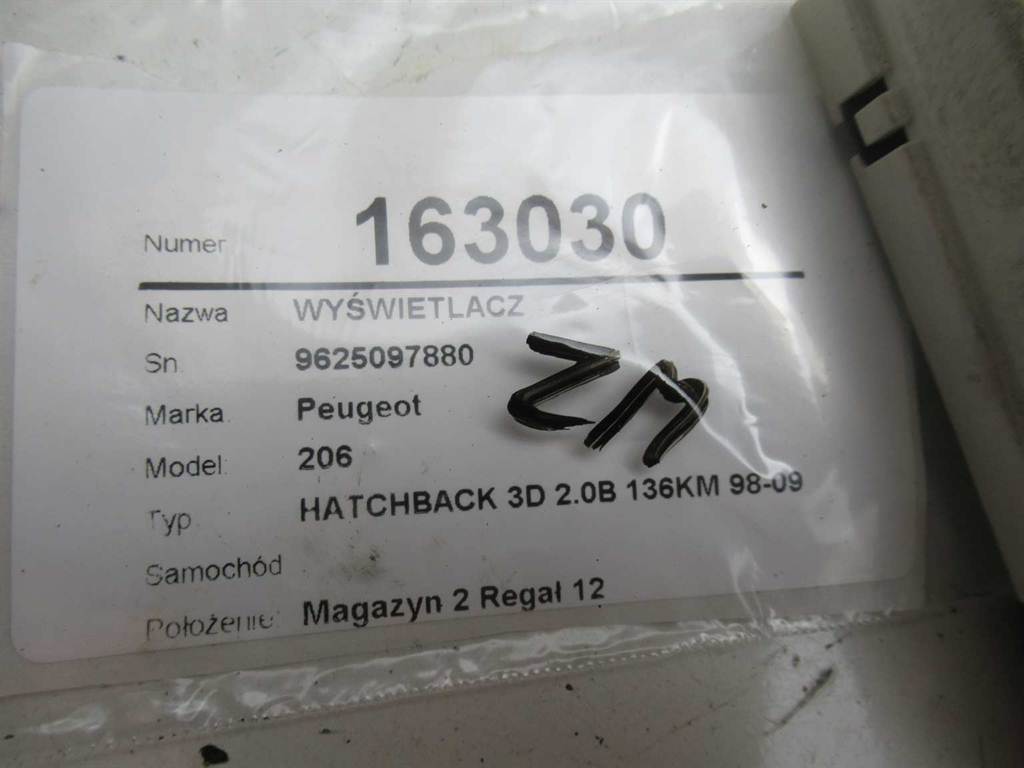 Numer 163030
Nazwa WYŚWIETLACZ
Sn 9625097880
ZM
Marka Peugeot
Model: 206
Typ HATCHBACK 3D 2.0B 136KM 98-09
Samochód
Położenie: Magazyn 2 Regał 12